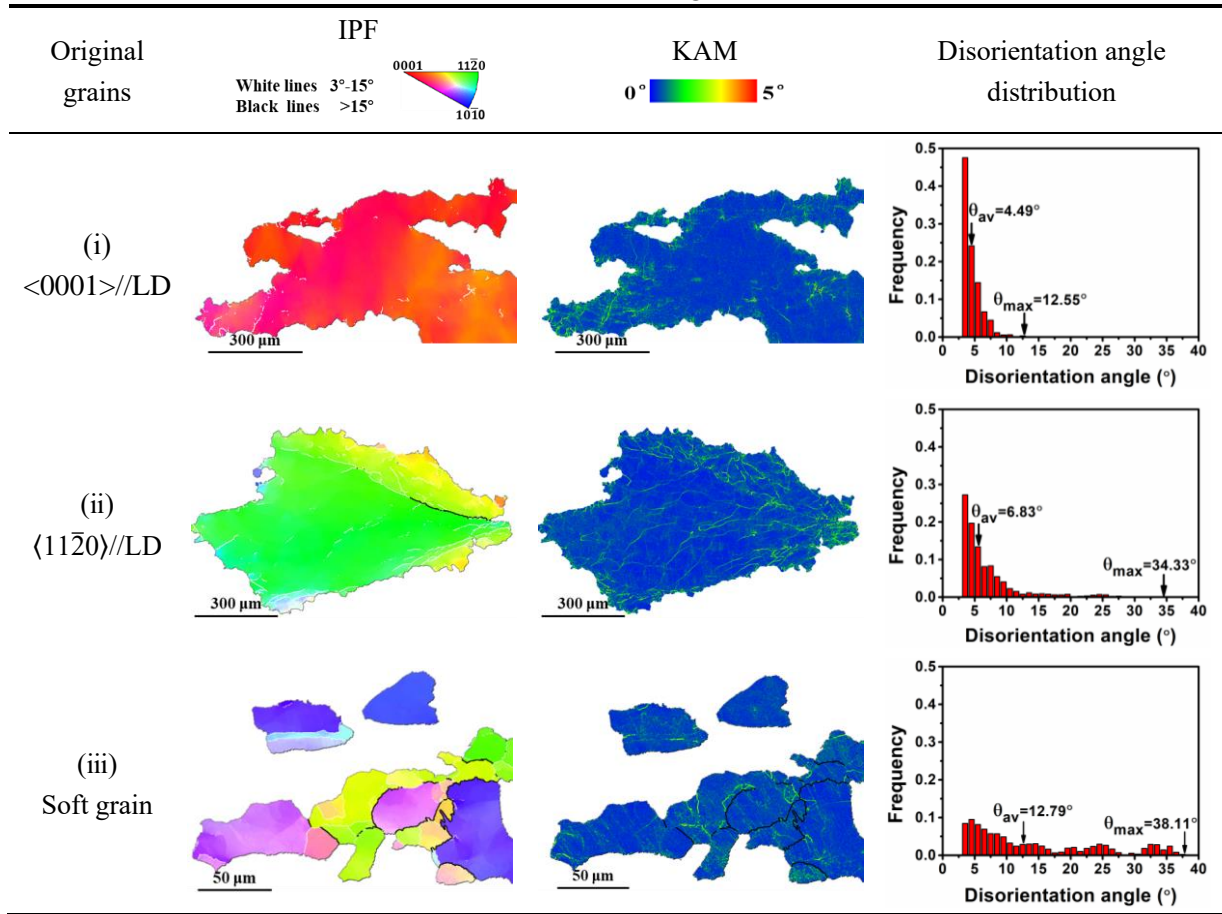 Original grains
IPF
White lines 3°-15°
Black lines >15°
0001 112̅0
101̅0
KAM
0° 5°
Disorientation angle distribution
(i)
<0001>//LD
300 μm
300 μm
0.5
0.4
0.3
0.2
0.1
0.0
Frequency
θav=4.49°
θmax=12.55°
0 5 10 15 20 25 30 35 40
Disorientation angle (°)
(ii)
⟨112̅0⟩//LD
300 μm
300 μm
0.5
0.4
0.3
0.2
0.1
0.0
Frequency
θav=6.83°
θmax=34.33°
0 5 10 15 20 25 30 35 40
Disorientation angle (°)
(iii)
Soft grain
50 μm
50 μm
0.5
0.4
0.3
0.2
0.1
0.0
Frequency
θav=12.79°
θmax=38.11°
0 5 10 15 20 25 30 35 40
Disorientation angle (°)